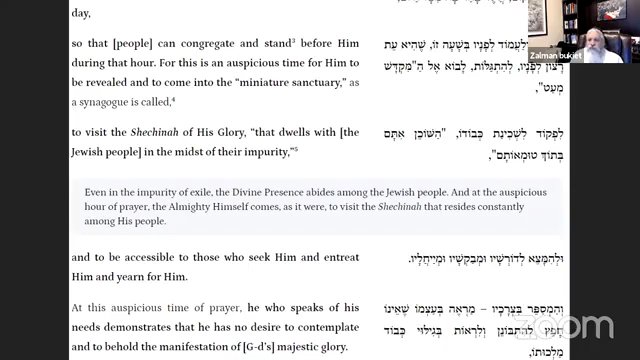 day,
so that [people] can congregate and stand³ before Him
during that hour. For this is an auspicious time for Him to
be revealed and to come into the “miniature sanctuary,” as
a synagogue is called,⁴
וְלַעֲמוֹד לְפָנָיו בְּשָׁעָה זוֹ, שֶׁהִיא עֵת
רָצוֹן לְפָנָיו, לְהִתְגַּלּוֹת, לָבוֹא אֶל הַ"מִּקְדָּשׁ
מְעַט",
to visit the Shechinah of His Glory, “that dwells with [the
Jewish people] in the midst of their impurity,”⁵
לִפְקוֹד לִשְׁכִינַת כְּבוֹדוֹ, "הַשּׁוֹכֵן אִתָּם
בְּתוֹךְ טוּמְאוֹתָם",
Even in the impurity of exile, the Divine Presence abides among the Jewish people. And at the auspicious
hour of prayer, the Almighty Himself comes, as it were, to visit the Shechinah that resides constantly
among His people.
and to be accessible to those who seek Him and entreat
Him and yearn for Him.
וּלְהִמָּצֵא לְדוֹרְשָׁיו וּמְבַקְשָׁיו וּמְיַיחֲלָיו.
At this auspicious time of prayer, he who speaks of his
needs demonstrates that he has no desire to contemplate
and to behold the manifestation of [G-d’s] majestic glory.
וְהַמְסַפֵּר בִּצְרָכָיו – מַרְאֶה בְּעַצְמוֹ שֶׁאֵינוֹ
חָפֵץ לְהִתְבּוֹנֵן וְלִרְאוֹת בְּגִילּוּי כְּבוֹד
מַלְכוּתוֹ,
Zalman bukiet
zoom